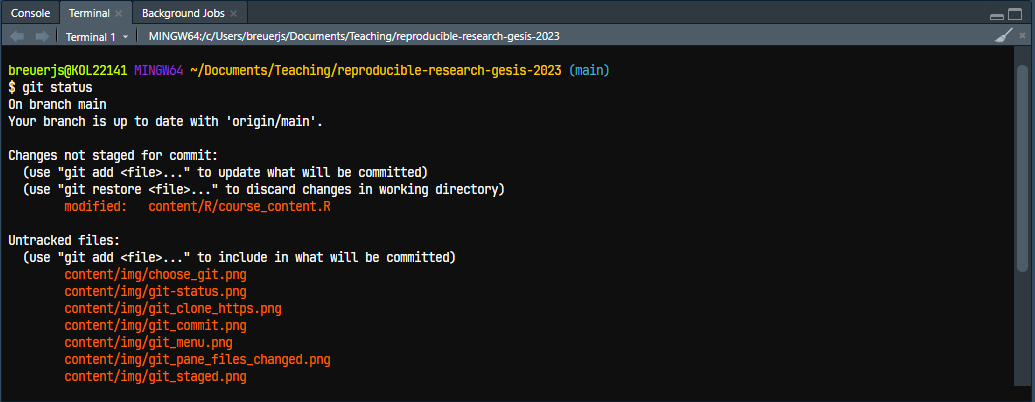 Console Terminal × Background Jobs ×
Terminal 1 MINGW64:/c/Users/breuerjs/Documents/Teaching/reproducible-research-gesis-2023
breuerjs@KOL22141 MINGW64 ~/Documents/Teaching/reproducible-research-gesis-2023 (main)
$ git status
On branch main
Your branch is up to date with 'origin/main'.
Changes not staged for commit:
(use "git add <file>..." to update what will be committed)
(use "git restore <file>..." to discard changes in working directory)
modified: content/R/course_content.R
Untracked files:
(use "git add <file>..." to include in what will be committed)
content/img/choose_git.png
content/img/git-status.png
content/img/git_clone_https.png
content/img/git_commit.png
content/img/git_menu.png
content/img/git_pane_files_changed.png
content/img/git_staged.png